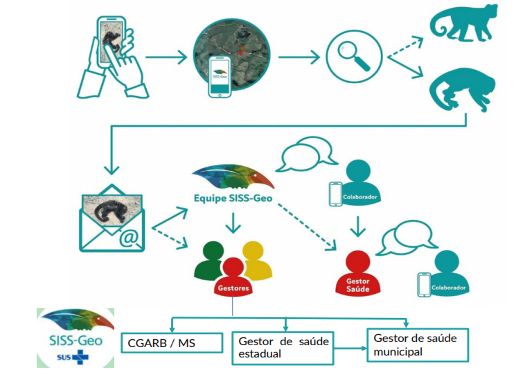 SISS-Geo
@
Equipe SISS-Geo
Colaborador
Gestores
Gestor
Saúde
Colaborador
SISS-Geo
SUS
CGARB / MS
Gestor de saúde
estadual
Gestor de saúde
municipal